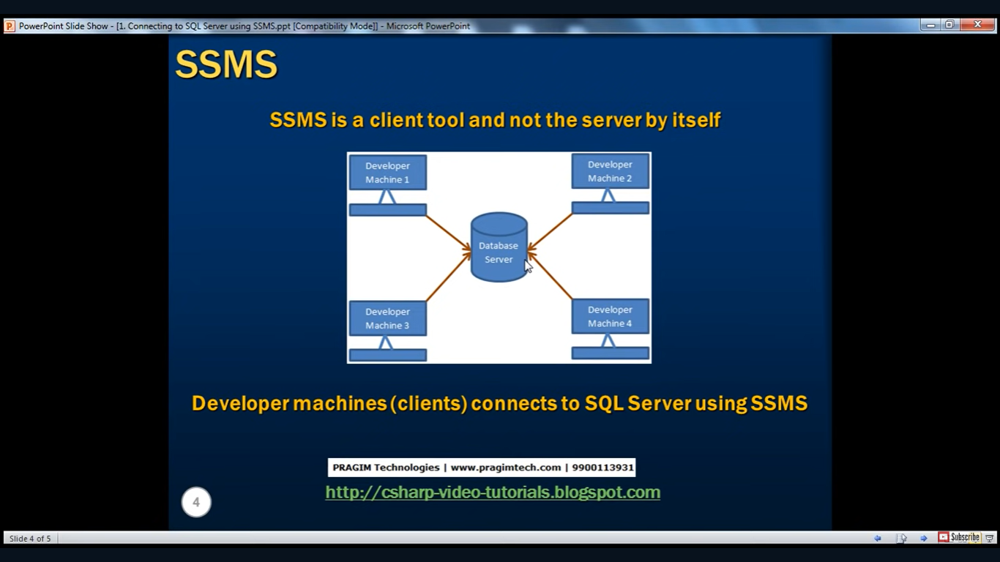 PowerPoint Slide Show - [1. Connecting to SQL Server using SSMS.ppt [Compatibility Mode]] - Microsoft PowerPoint
SSMS
SSMS is a client tool and not the server by itself
Developer
Machine 1
Developer
Machine 2
Database
Server
Developer
Machine 3
Developer
Machine 4
Developer machines (clients) connects to SQL Server using SSMS
PRAGIM Technologies | www.pragimtech.com | 9900113931
http://csharp-video-tutorials.blogspot.com
4
Slide 4 of 5
Subscribe